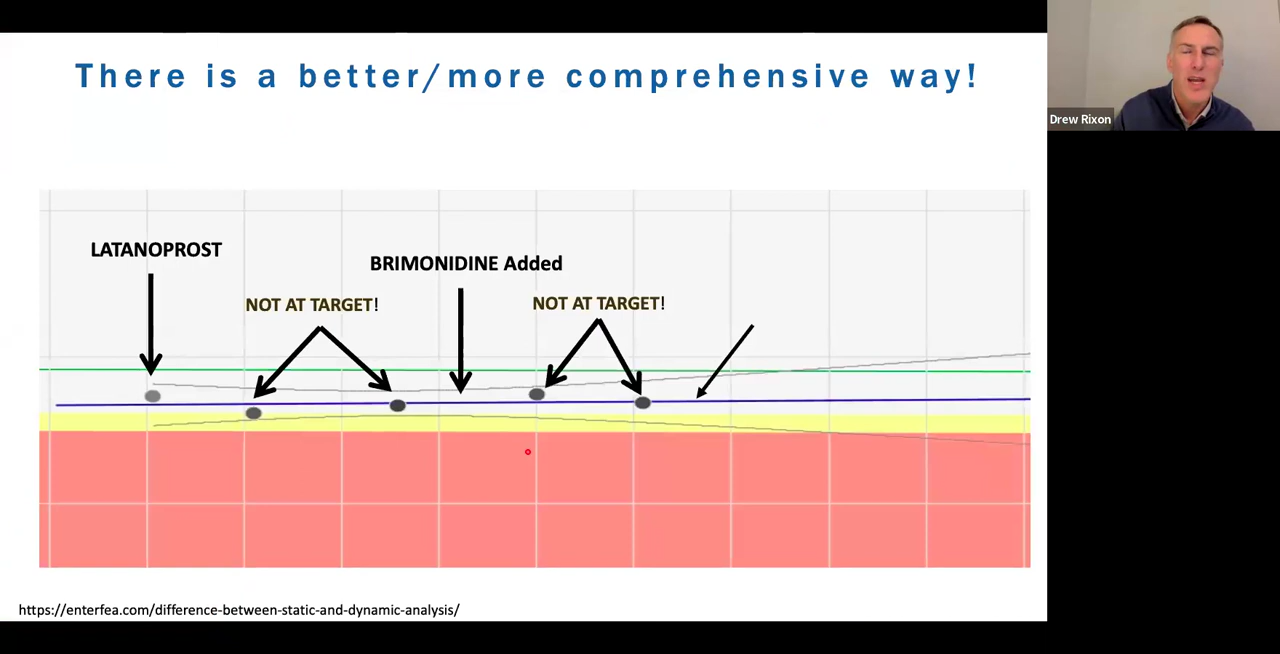 There is a better/more comprehensive way!
Drew Rixon
LATANOPROST
BRIMONIDINE Added
NOT AT TARGET!
NOT AT TARGET!
https://enterfea.com/difference-between-static-and-dynamic-analysis/